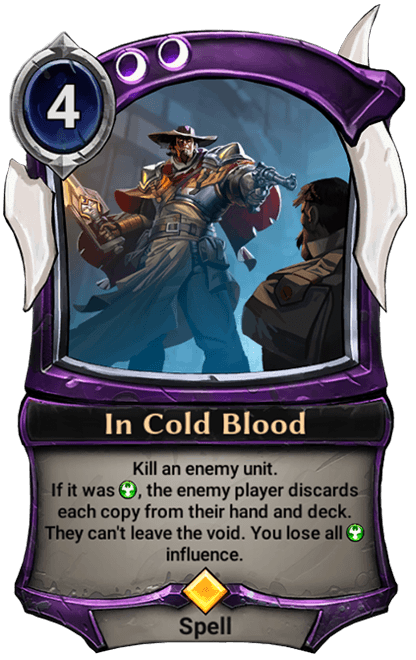 4
In Cold Blood
Kill an enemy unit.
If it was , the enemy player discards
each copy from their hand and deck.
They can't leave the void. You lose all
influence.
Spell